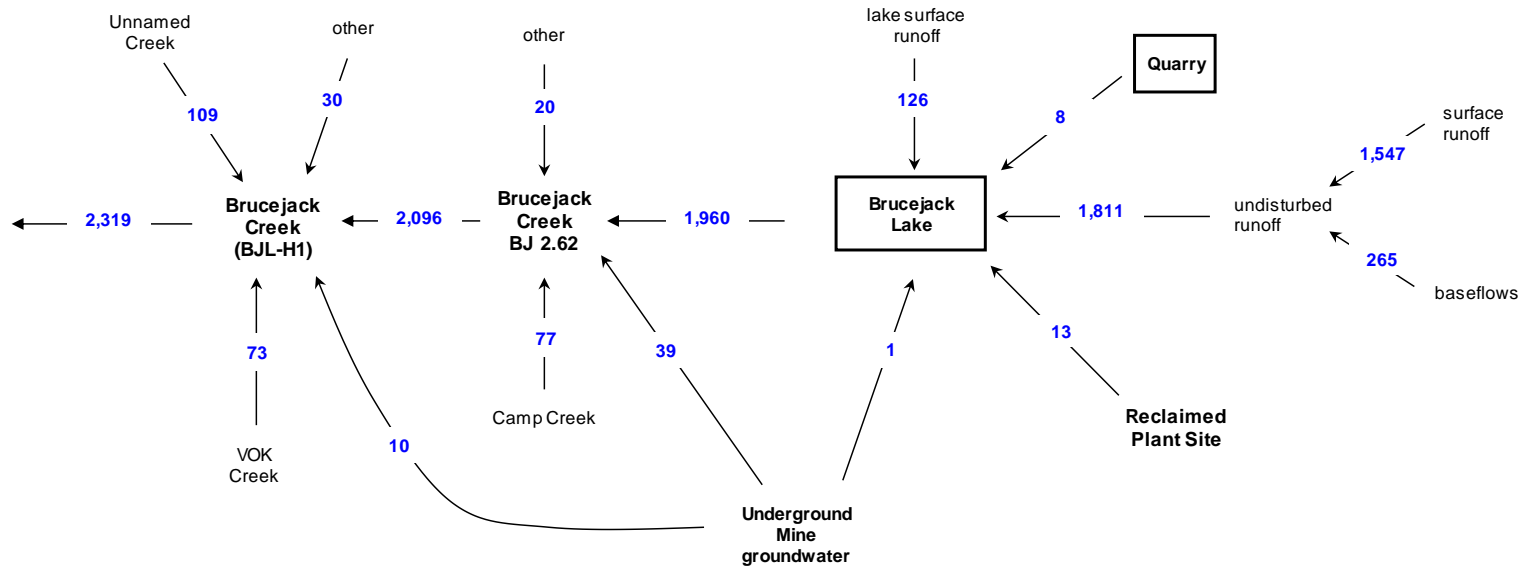 Unnamed
Creek
other
other
lake surface
runoff
Quarry
109
30
20
126
8
surface
runoff
1,547
2,319
Brucejack
Creek
(BJL-H1)
2,096
Brucejack
Creek
BJ 2.62
1,960
Brucejack
Lake
1,811
undisturbed
runoff
265
baseflows
73
77
39
1
13
VOK
Creek
10
Camp Creek
Reclaimed
Plant Site
Underground
Mine
groundwater